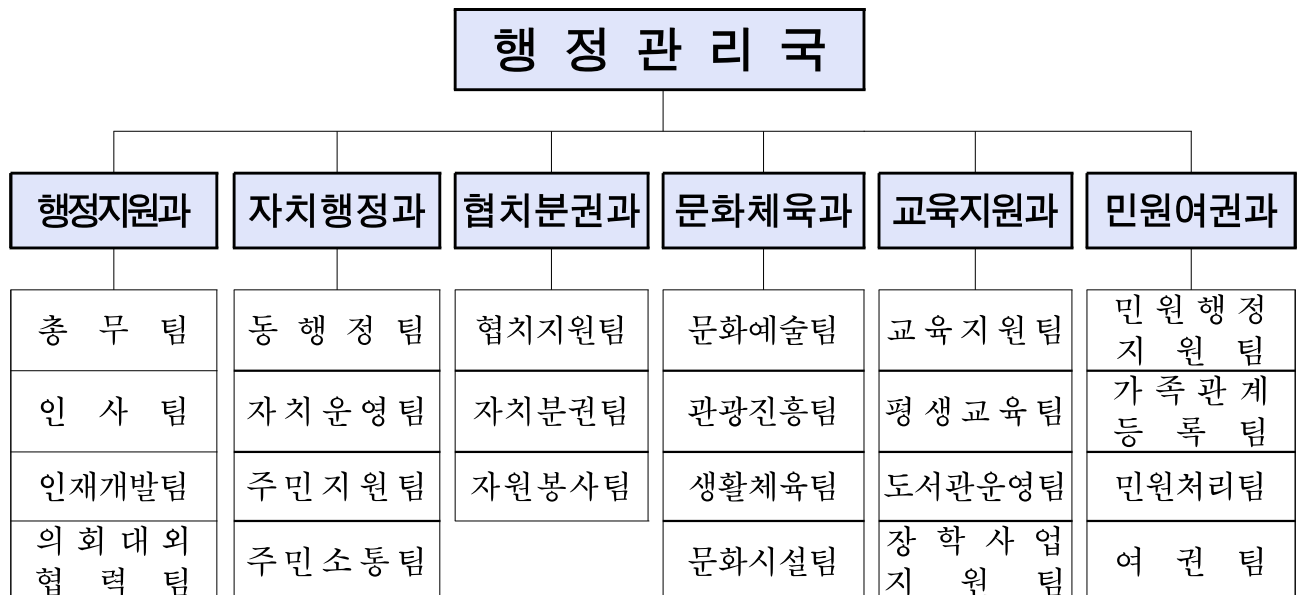 행 정 관 리 국
행정지원과
자치행정과
협치분권과
문화체육과
교육지원과
민원여권과
총 무 팀
동 행 정 팀
협치지원팀
문화예술팀
교 육 지 원 팀
민 원 행 정
지 원 팀
인 사 팀
자 치 운 영 팀
자치분권팀
관광진흥팀
평 생 교 육 팀
가 족 관 계
등 록 팀
인재개발팀
주 민 지 원 팀
자원봉사팀
생활체육팀
도서관운영팀
민원처리팀
의 회 대 외
협 력 팀
주 민 소 통 팀
문화시설팀
장 학 사 업
지 원 팀
여 권 팀